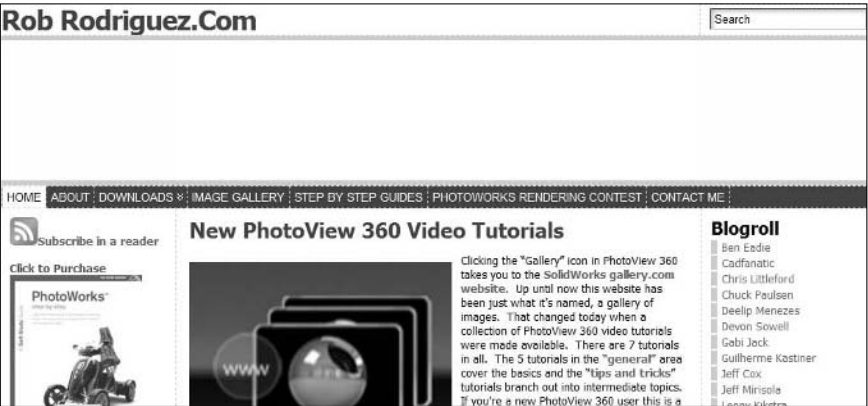 Rob Rodriguez.Com
Search
HOME ABOUT DOWNLOADS IMAGE GALLERY STEP BY STEP GUIDES PHOTOWORKS RENDERING CONTEST CONTACT ME
Subscribe in a reader
Click to Purchase
PhotoWorks™
step-by-step
New PhotoView 360 Video Tutorials
www
Clicking the "Gallery" icon in PhotoView 360
takes you to the SolidWorks gallery.com
website. Up until now this website has
been just what it's named, a gallery of
images. That changed today when a
collection of PhotoView 360 video tutorials
were made available. There are 7 tutorials
in all. The 5 tutorials in the "general" area
cover the basics and the "tips and tricks"
tutorials branch out into intermediate topics.
If you're a new PhotoView 360 user this is a
Blogroll
Ben Eadie
Cadfanatic
Chris Littleford
Chuck Paulsen
Deelip Menezes
Devon Sowell
Gabi Jack
Guilherme Kastiner
Jeff Cox
Jeff Mirisola